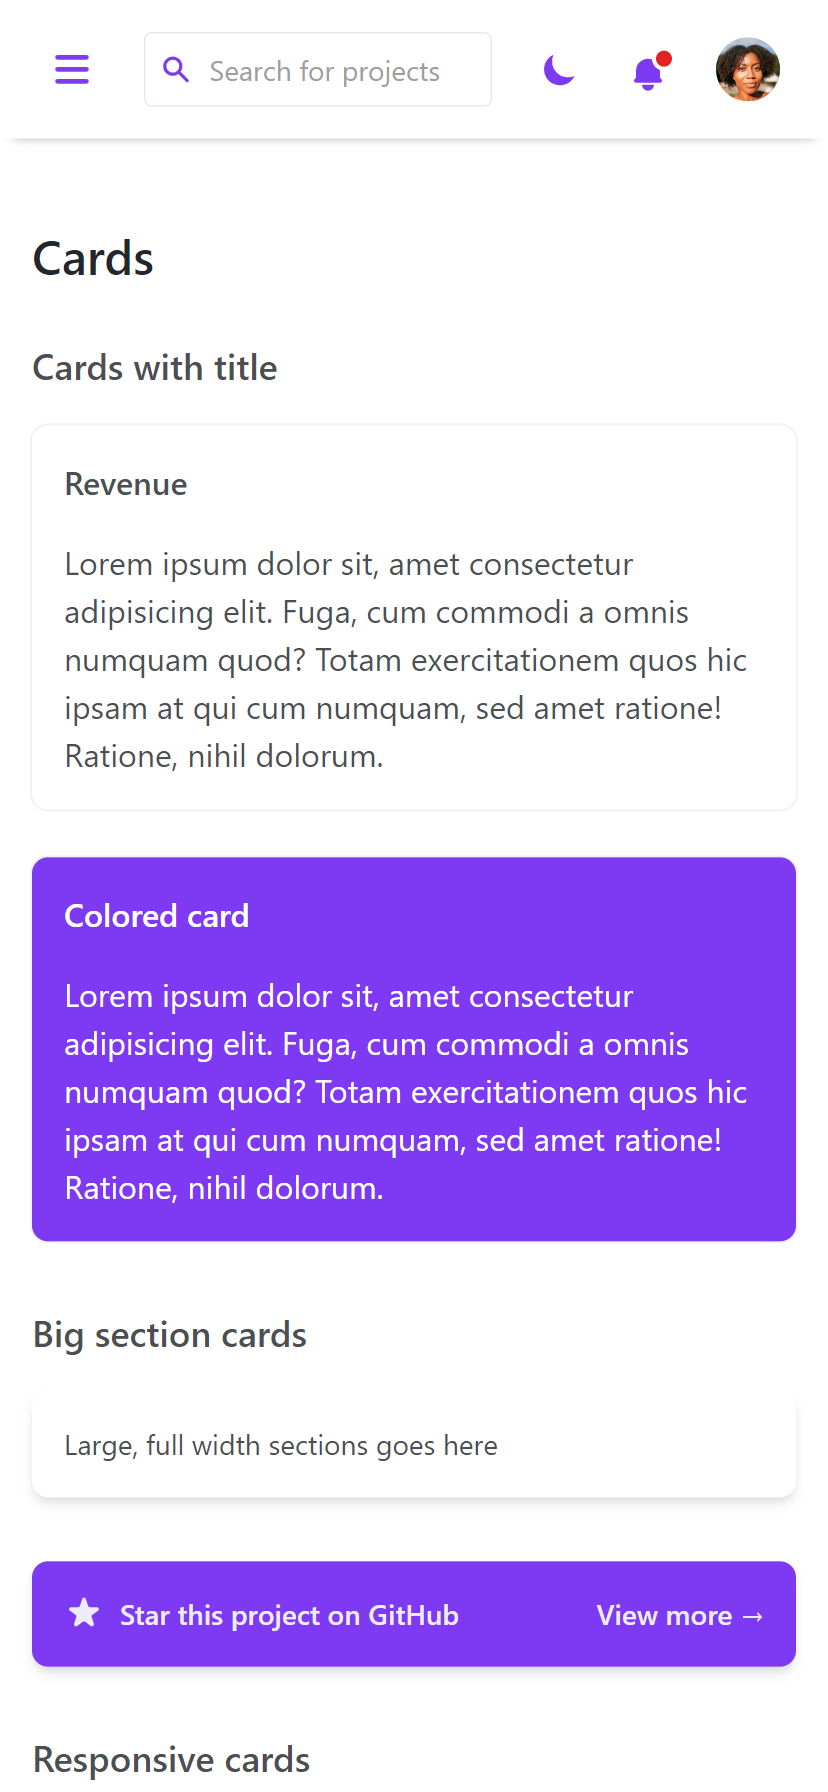 Search for projects
Cards
Cards with title
Revenue
Lorem ipsum dolor sit, amet consectetur
adipisicing elit. Fuga, cum commodi a omnis
numquam quod? Totam exercitationem quos hic
ipsam at qui cum numquam, sed amet ratione!
Ratione, nihil dolorum.
Colored card
Lorem ipsum dolor sit, amet consectetur
adipisicing elit. Fuga, cum commodi a omnis
numquam quod? Totam exercitationem quos hic
ipsam at qui cum numquam, sed amet ratione!
Ratione, nihil dolorum.
Big section cards
Large, full width sections goes here
Star this project on GitHub View more →
Responsive cards